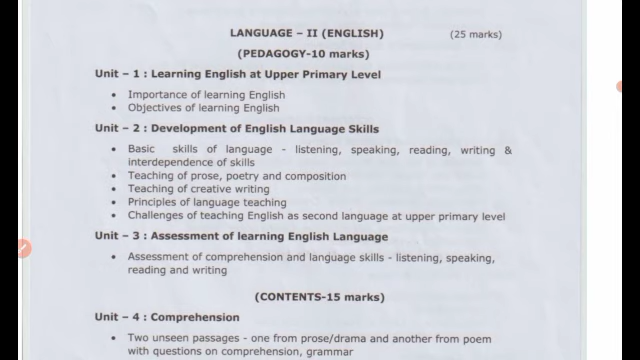 LANGUAGE – II (ENGLISH) (25 marks)
(PEDAGOGY-10 marks)
Unit – 1 : Learning English at Upper Primary Level
• Importance of learning English
• Objectives of learning English
Unit – 2 : Development of English Language Skills
• Basic skills of language - listening, speaking, reading, writing &
interdependence of skills
• Teaching of prose, poetry and composition
• Teaching of creative writing
• Principles of language teaching
• Challenges of teaching English as second language at upper primary level
Unit – 3 : Assessment of learning English Language
• Assessment of comprehension and language skills - listening, speaking,
reading and writing
(CONTENTS-15 marks)
Unit – 4 : Comprehension
• Two unseen passages - one from prose/drama and another from poem
with questions on comprehension, grammar